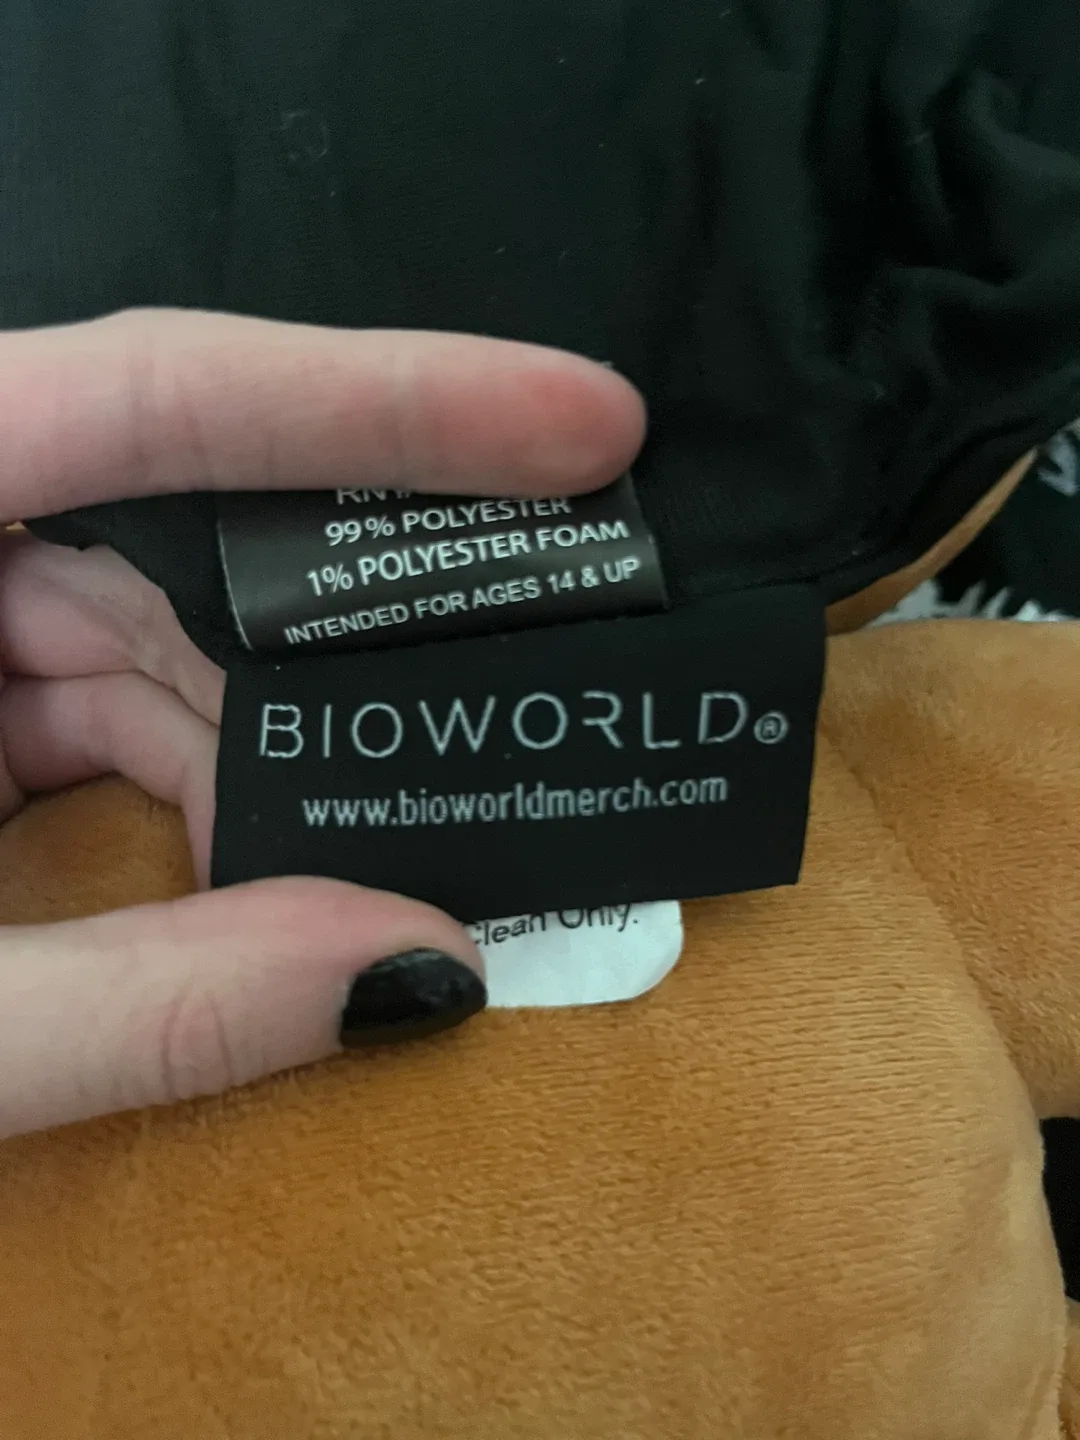 99% POLYESTER
1% POLYESTER FOAM
INTENDED FOR AGES 14 & UP
BIOWORLD®
www.bioworldmerch.com
Clean Only.